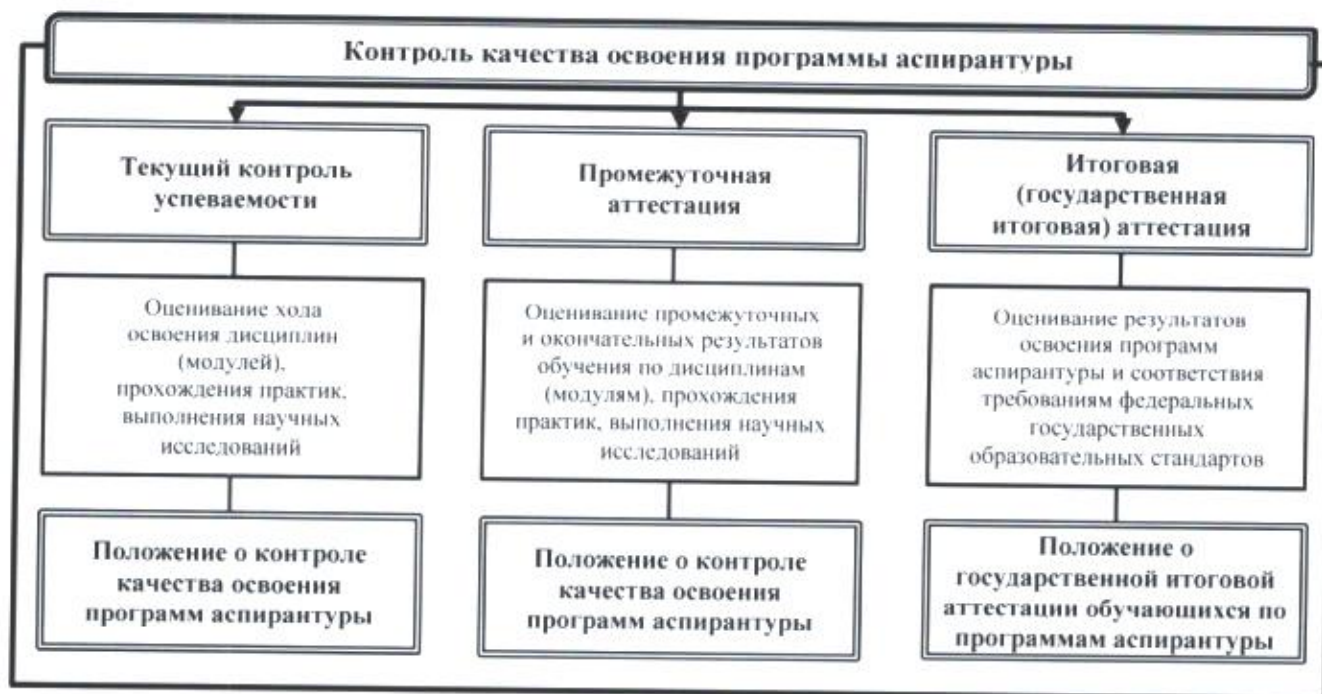 Контроль качества освоения программы аспирантуры
Текущий контроль
успеваемости
Промежуточная
аттестация
Итоговая
(государственная
итоговая) аттестация
Оценивание хода
освоения дисциплин
(модулей),
прохождения практик,
выполнения научных
исследований
Оценивание промежуточных
и окончательных результатов
обучения по дисциплинам
(модулям), прохождения
практик, выполнения научных
исследований
Оценивание результатов
освоения программ
аспирантуры и соответствия
требованиям федеральных
государственных
образовательных стандартов
Положение о контроле
качества освоения
программ аспирантуры
Положение о контроле
качества освоения
программ аспирантуры
Положение о
государственной итоговой
аттестации обучающихся по
программам аспирантуры